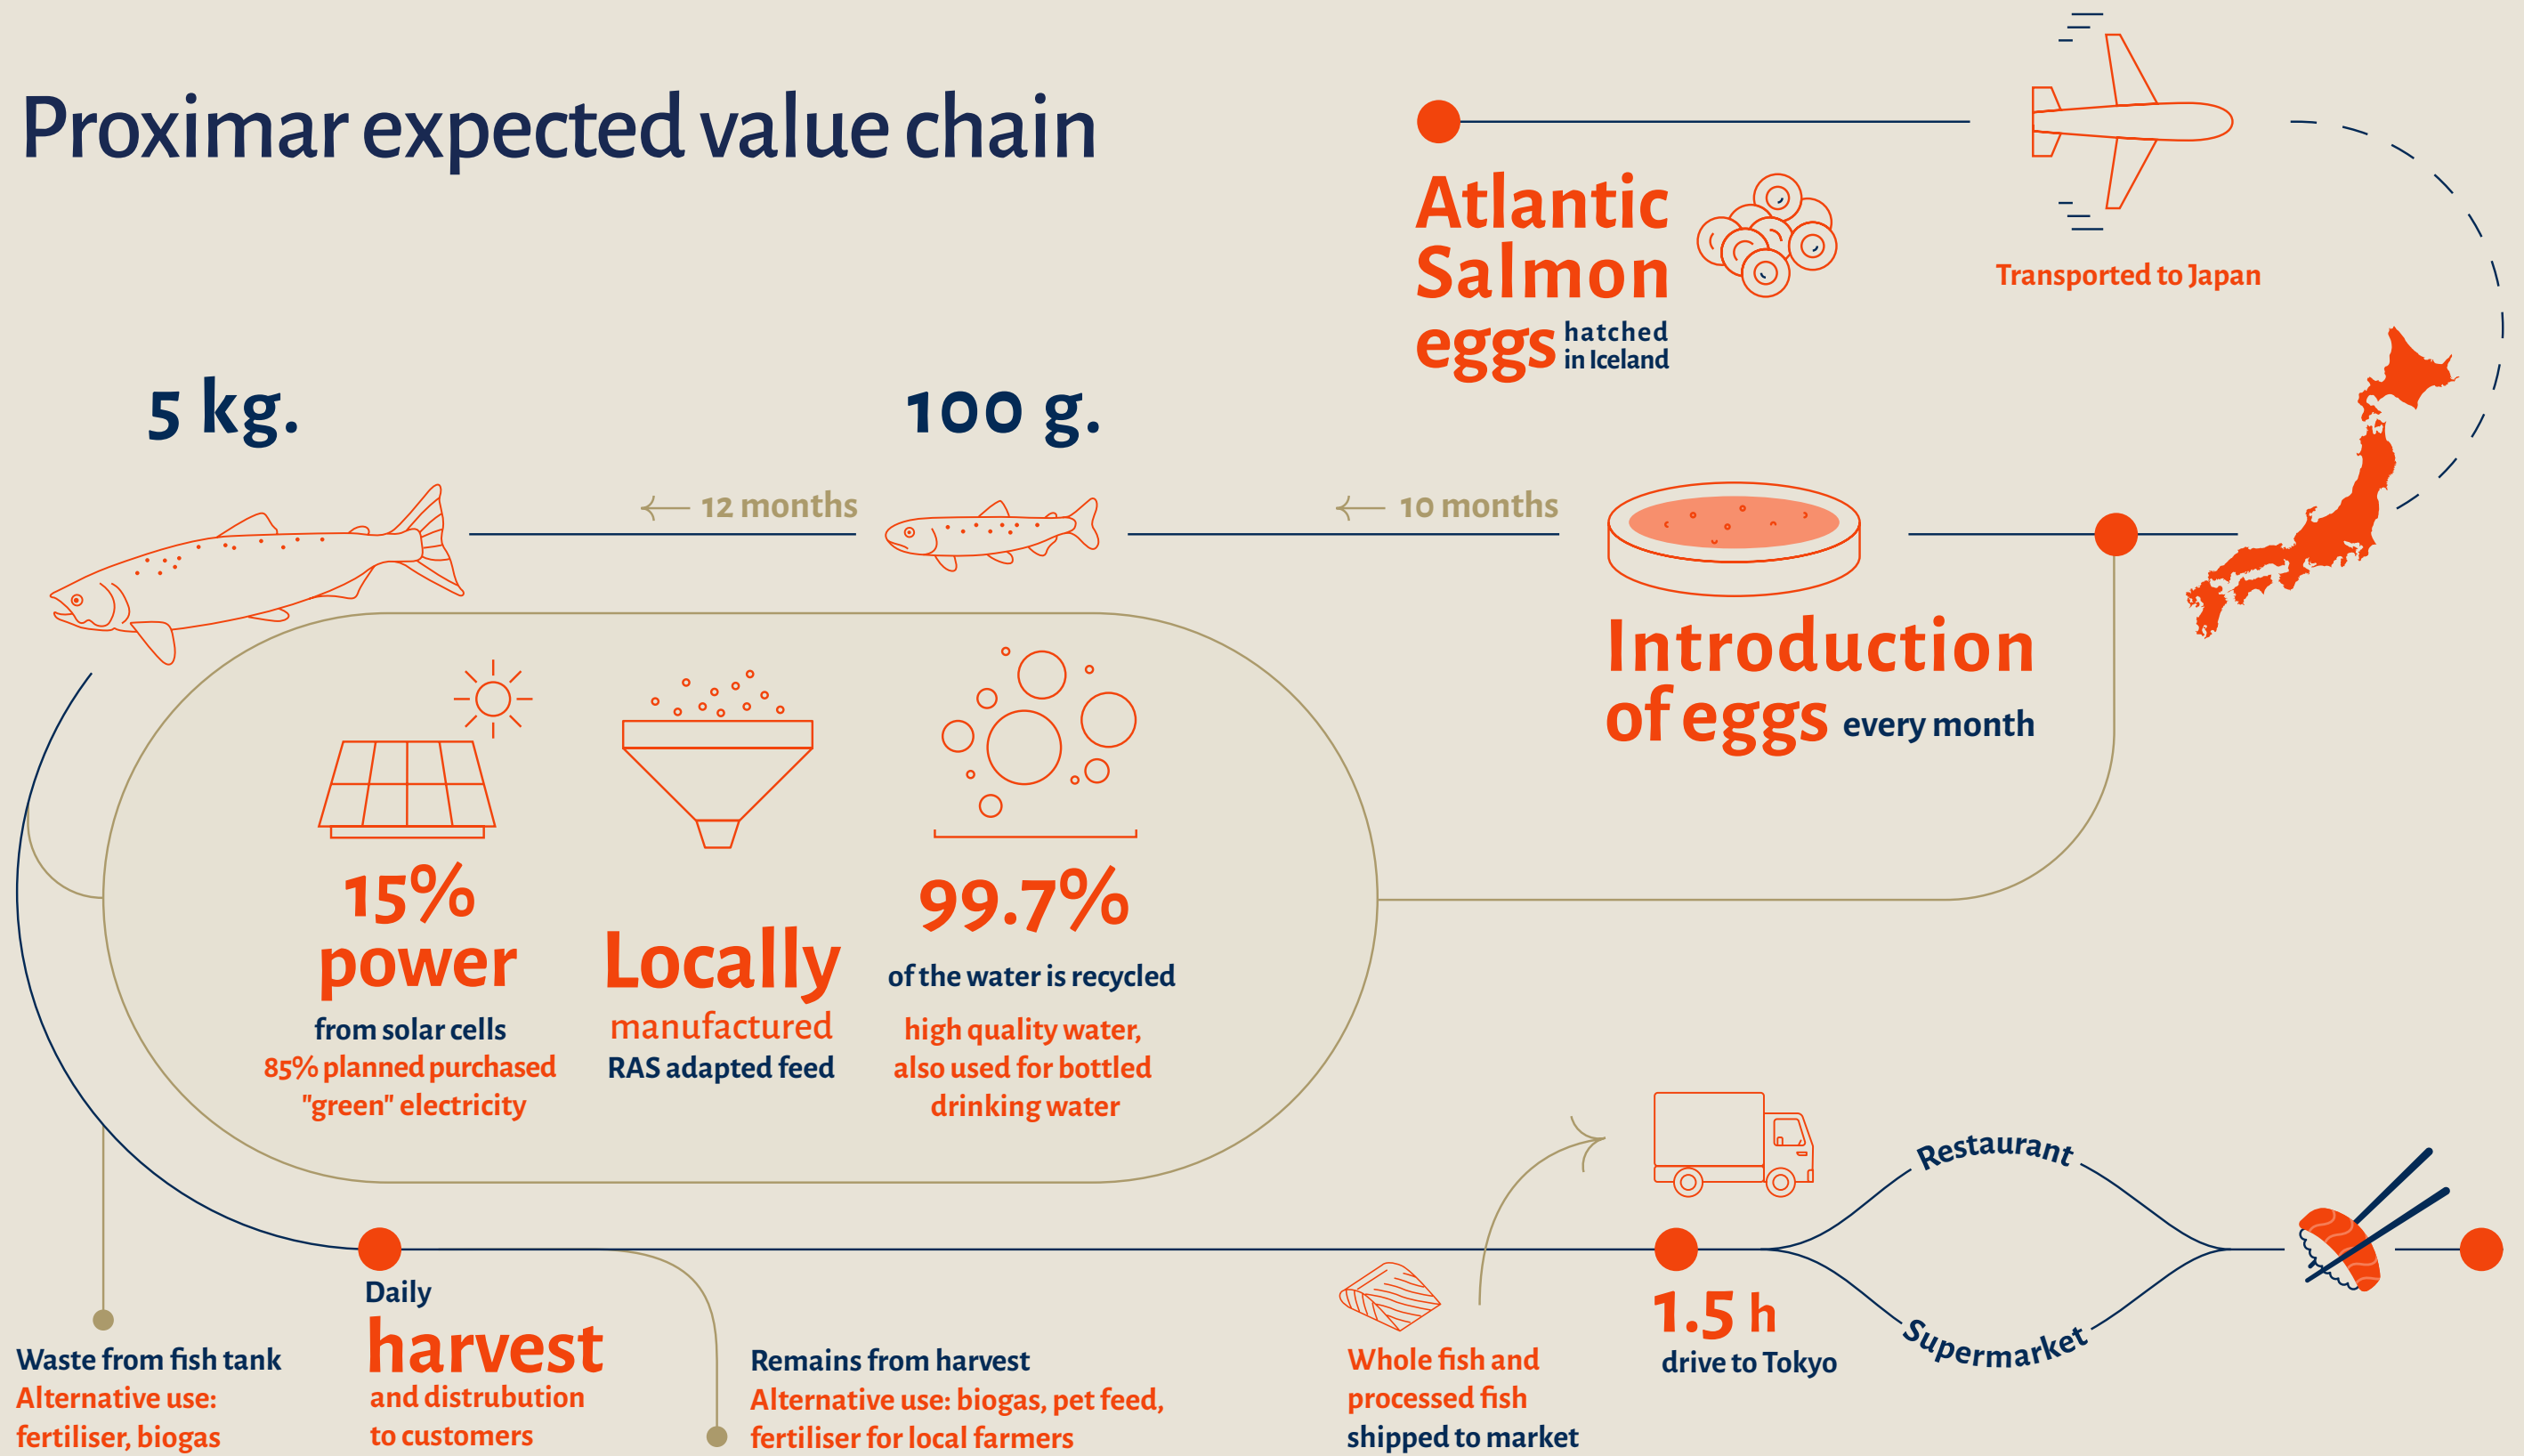 Proximar expected value chain
Atlantic
Salmon
eggs hatched
in Iceland
Transported to Japan
5 kg.
100 g.
12 months
10 months
Introduction
of eggs every month
15%
power
from solar cells
85% planned purchased
"green" electricity
Locally
manufactured
RAS adapted feed
99.7%
of the water is recycled
high quality water,
also used for bottled
drinking water
Waste from fish tank
Alternative use:
fertiliser, biogas
Daily
harvest
and distrubution
to customers
Remains from harvest
Alternative use: biogas, pet feed,
fertiliser for local farmers
Whole fish and
processed fish
shipped to market
1.5 h
drive to Tokyo
Restaurant
Supermarket